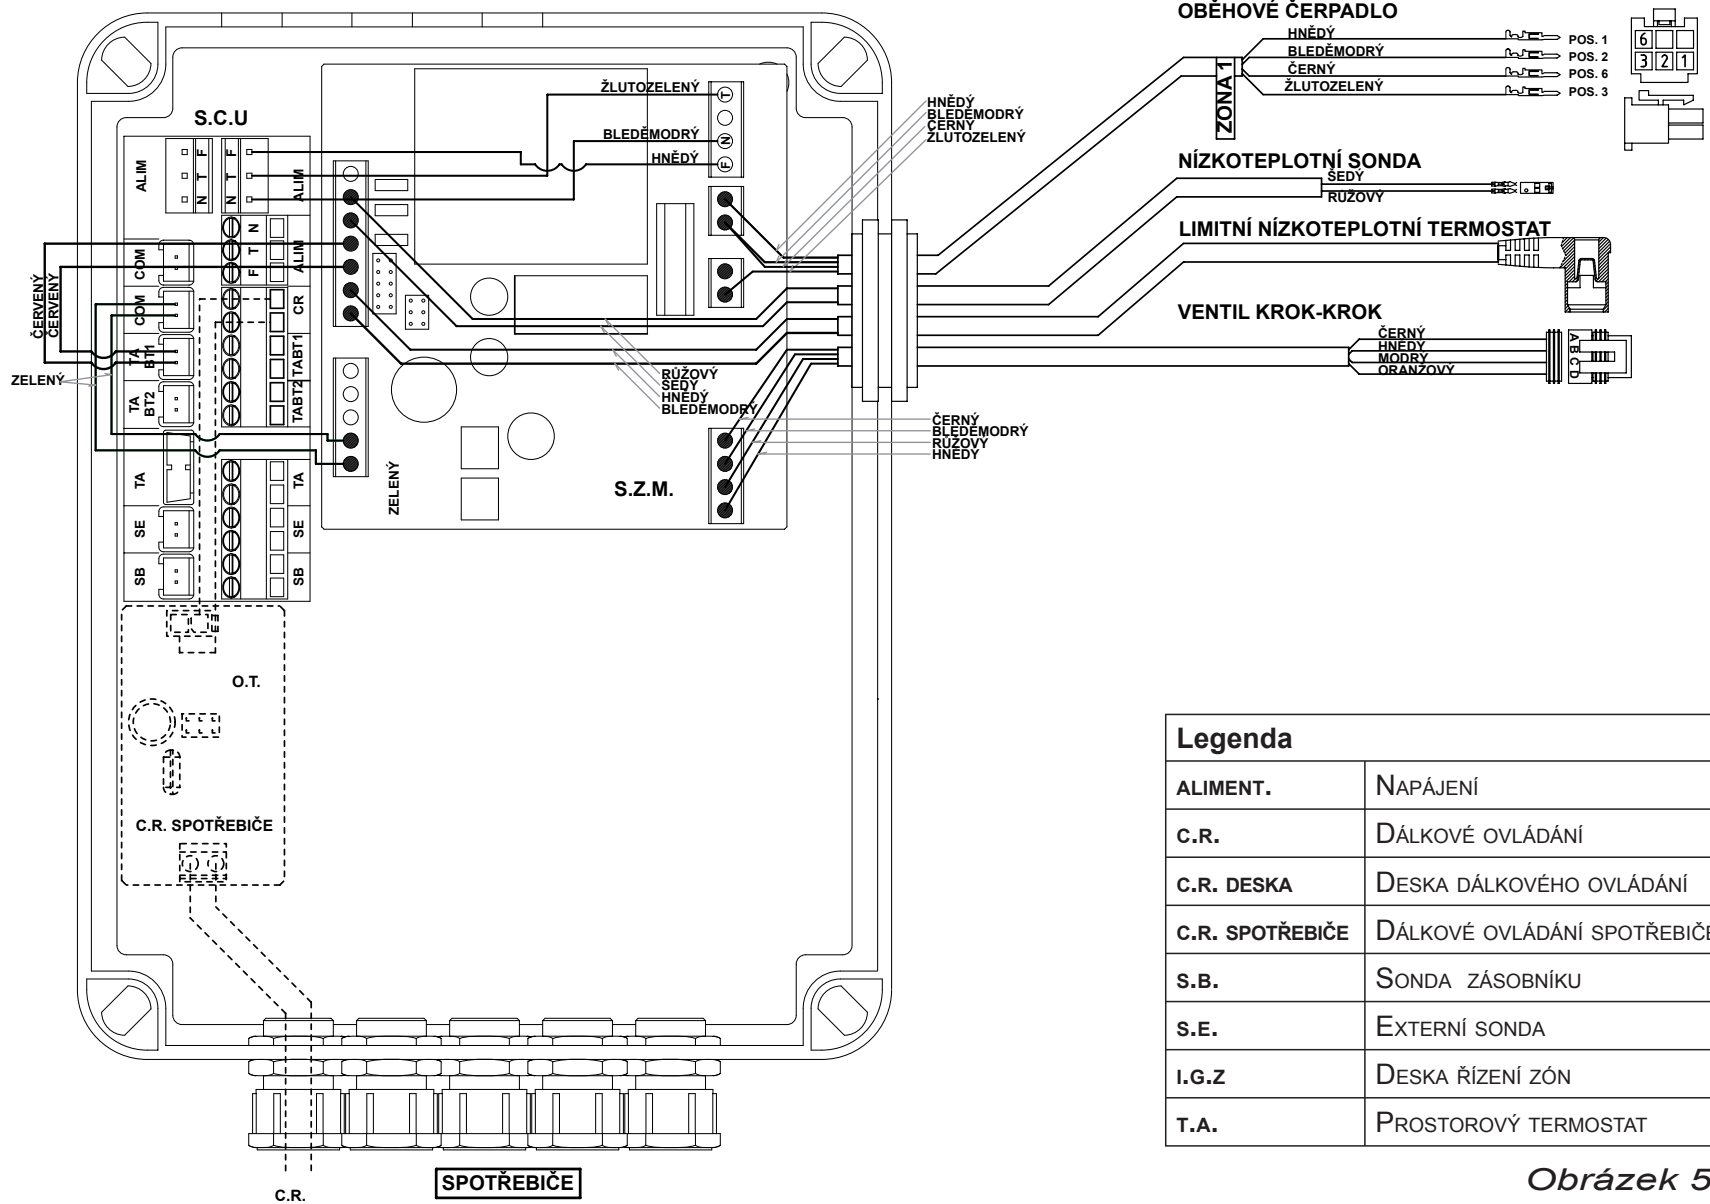 OBĚHOVÉ ČERPADLO
HNĚDÝ
BLEDĚMODRÝ
ČERNÝ
ŽLUTOZELENÝ
POS. 1
POS. 2
POS. 6
POS. 3
6
3 2 1
ZONA 1
NÍZKOTEPLOTNÍ SONDA
ŠEDÝ
RŮŽOVÝ
LIMITNÍ NÍZKOTEPLOTNÍ TERMOSTAT
VENTIL KROK-KROK
ČERNÝ
HNĚDÝ
MODRÝ
ORANŽOVÝ
A B C D
HNĚDÝ
BLEDĚMODRÝ
ČERNÝ
ŽLUTOZELENÝ
S.C.U
ŽLUTOZELENÝ
BLEDĚMODRÝ
HNĚDÝ
T
N
F
ALIM
F
T
N
F
T
N
ALIM
COM
N
T
F
ALIM
COM
CR
TA
BT1
TABT1
TA
BT2
TABT2
TA
TA
SE
SE
SB
SB
ČERVENÝ
ČERVENÝ
ZELENÝ
RŮŽOVÝ
ŠEDÝ
HNĚDÝ
BLEDĚMODRÝ
ČERNÝ
BLEDĚMODRÝ
RŮŽOVÝ
HNĚDÝ
ZELENÝ
S.Z.M.
O.T.
C.R. SPOTŘEBIČE
C.R.
SPOTŘEBIČE
Legenda
ALIMENT. NAPÁJENÍ
C.R. DÁLKOVÉ OVLÁDÁNÍ
C.R. DESKA DESKA DÁLKOVÉHO OVLÁDÁNÍ
C.R. SPOTŘEBIČE DÁLKOVÉ OVLÁDÁNÍ SPOTŘEBIČE
S.B. SONDA ZÁSOBNÍKU
S.E. EXTERNÍ SONDA
I.G.Z DESKA ŘÍZENÍ ZÓN
T.A. PROSTOROVÝ TERMOSTAT
Obrázek 5